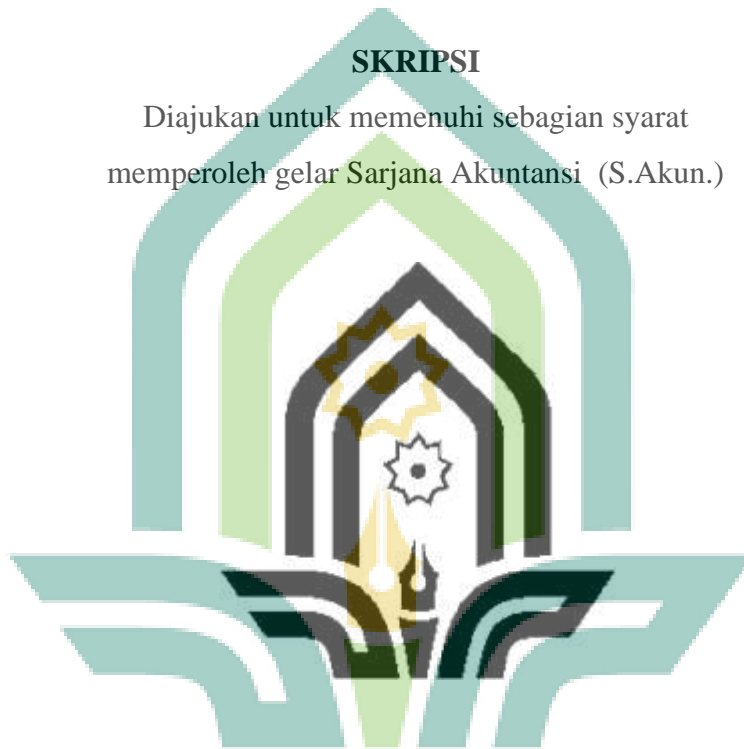 SKRIPSI
Diajukan untuk memenuhi sebagian syarat
memperoleh gelar Sarjana Akuntansi (S.Akun.)